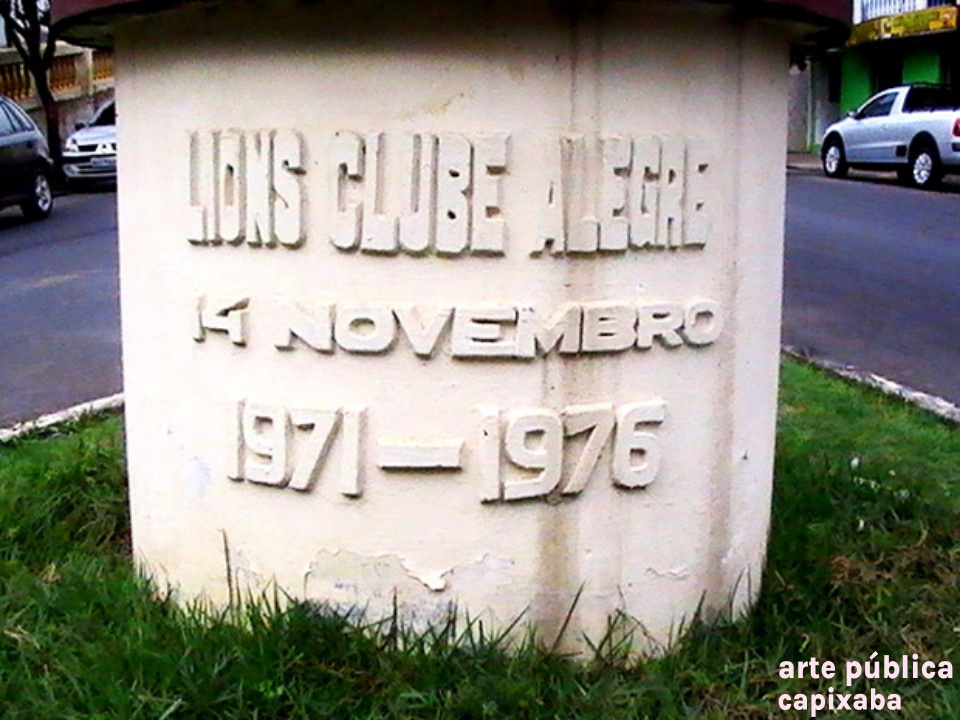 LIONS CLUBE ALEGRE
14 NOVEMBRO
1971 — 1976
arte pública
capixaba